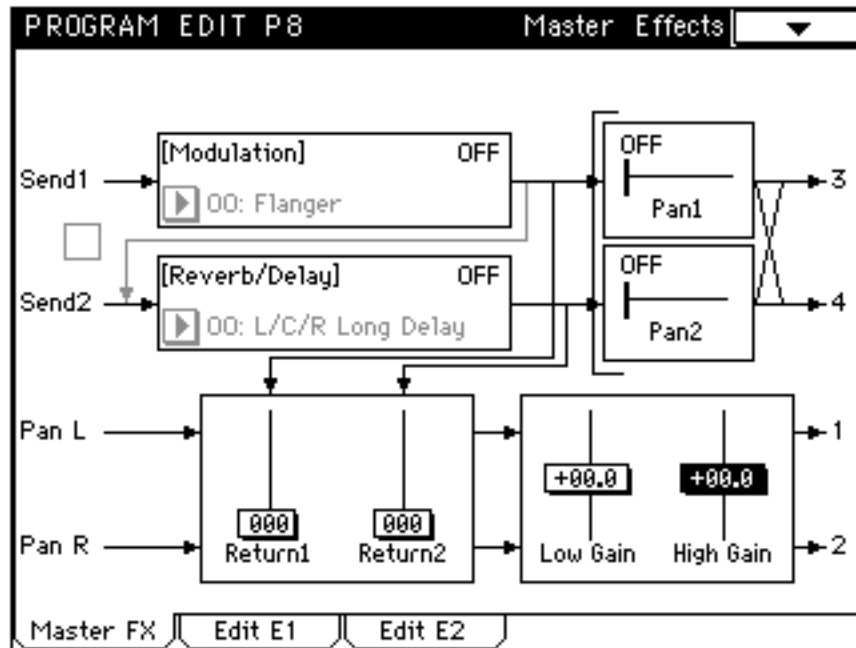 PROGRAM EDIT P8 Master Effects
[Modulation] OFF
Send1
00: Flanger
OFF
Pan1
3
[Reverb/Delay] OFF
Send2
00: L/C/R Long Delay
OFF
Pan2
4
Pan L
1
+00.0 +00.0
000 000
Pan R
Return1 Return2
Low Gain High Gain
2
Master FX Edit E1 Edit E2